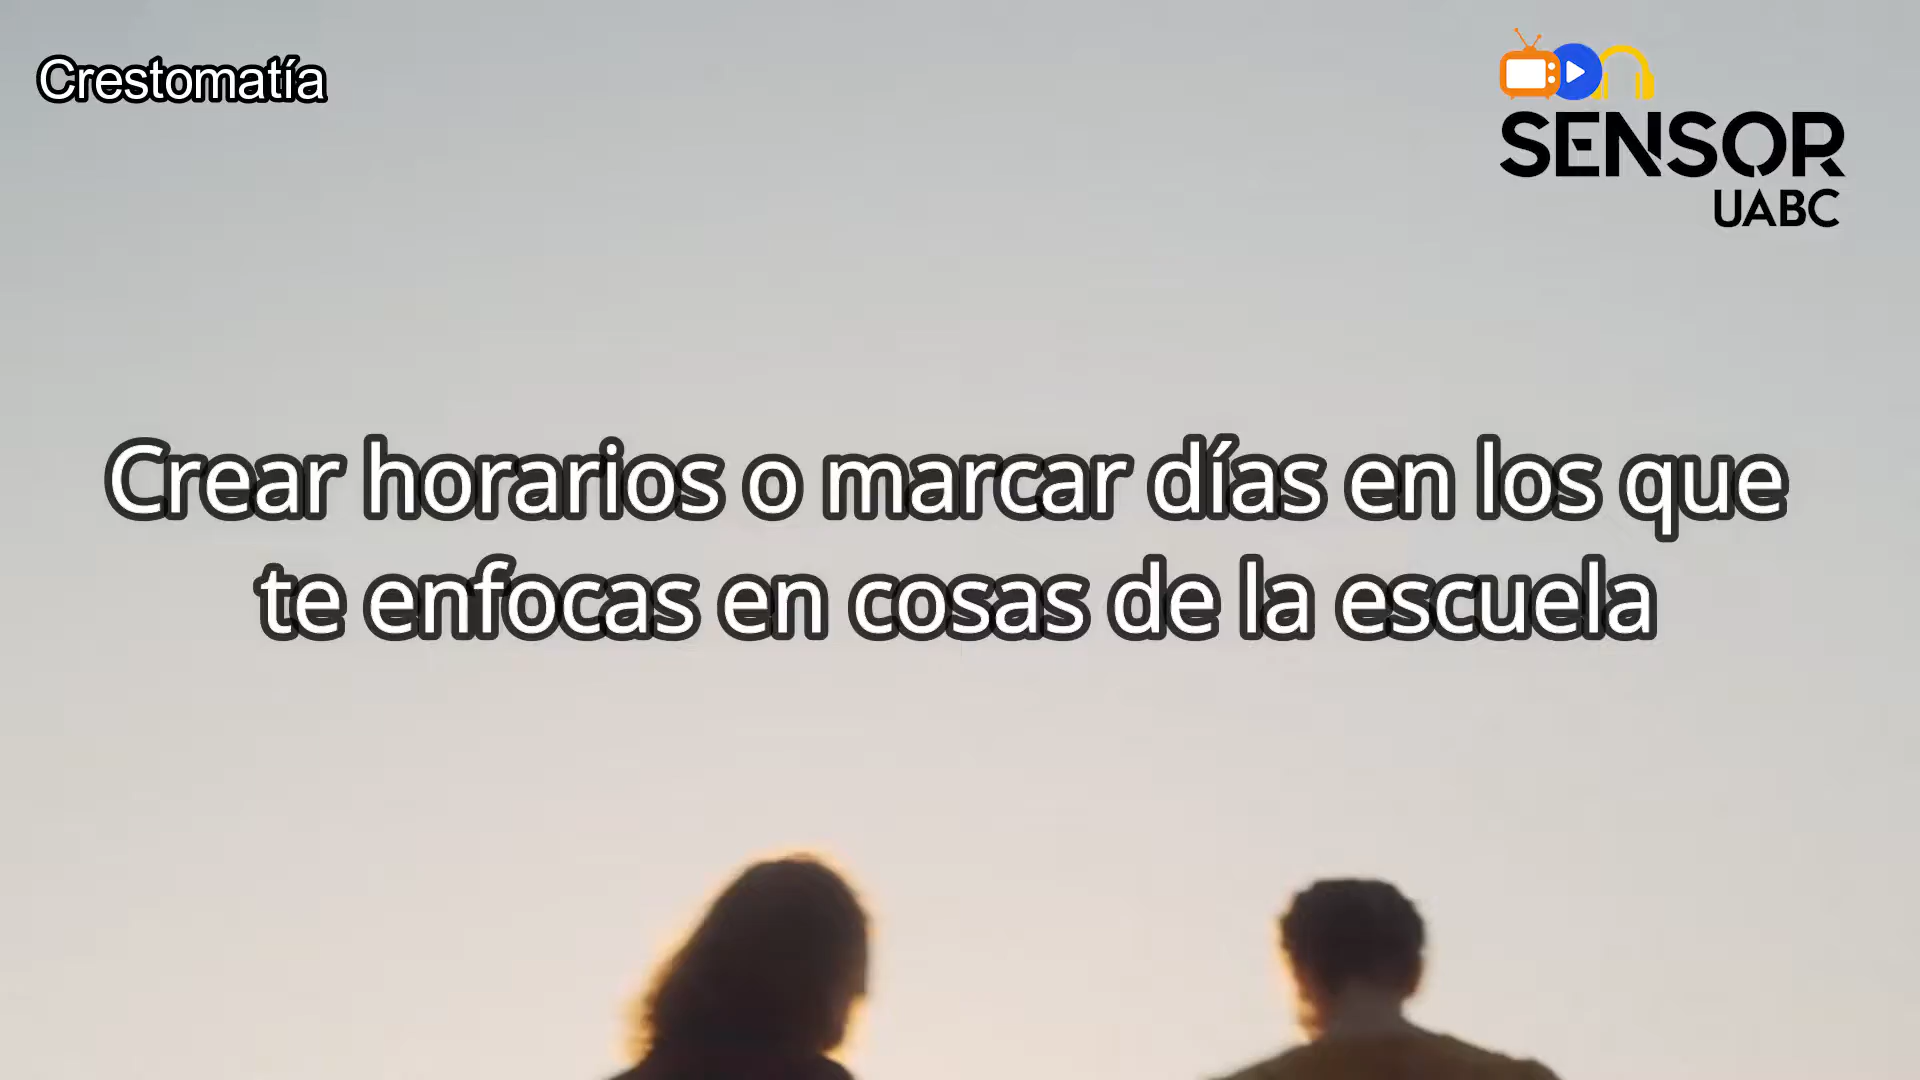 Crestomatía
SENSOR
UABC
Crear horarios o marcar días en los que
te enfocas en cosas de la escuela